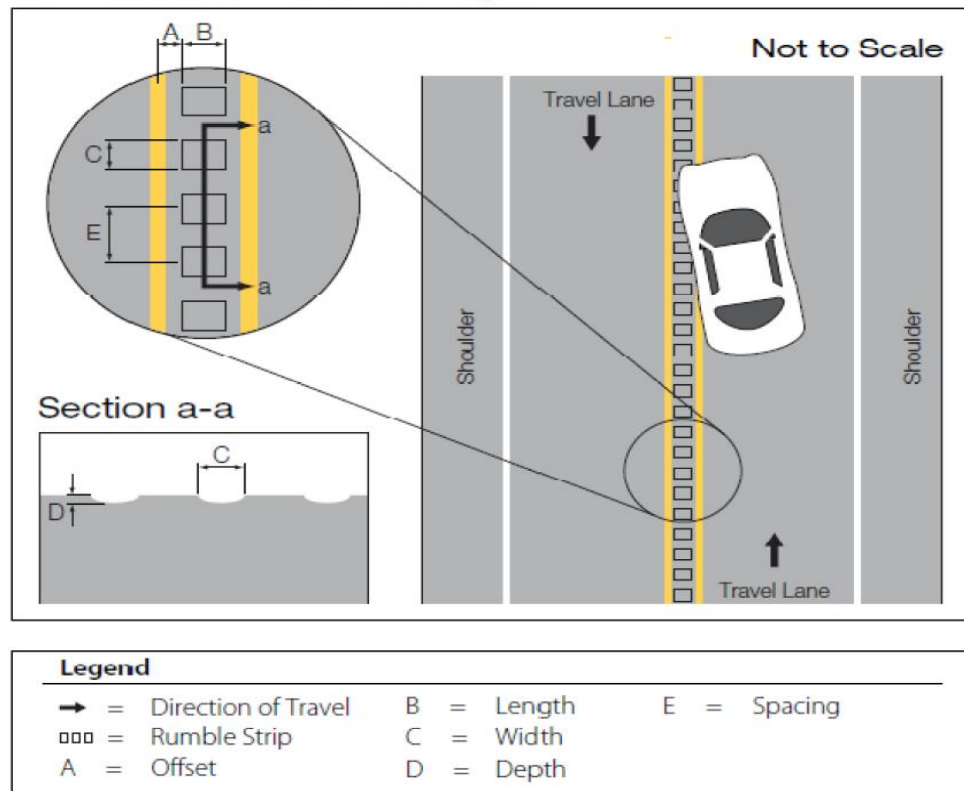 A B
Not to Scale
Travel Lane
a
C
E
a
Shoulder
Shoulder
Section a-a
C
D
Travel Lane
Legend
→ = Direction of Travel B = Length E = Spacing
▯▯▯ = Rumble Strip C = Width
A = Offset D = Depth